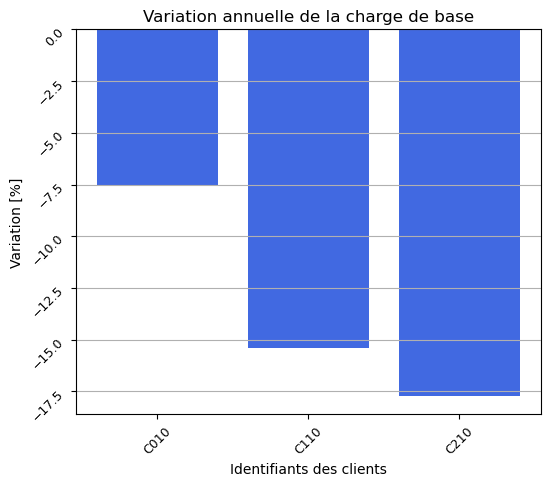 Variation annuelle de la charge de base
Variation [%]
0.0
−2.5
−5.0
−7.5
−10.0
−12.5
−15.0
−17.5
C010
C110
C210
Identifiants des clients